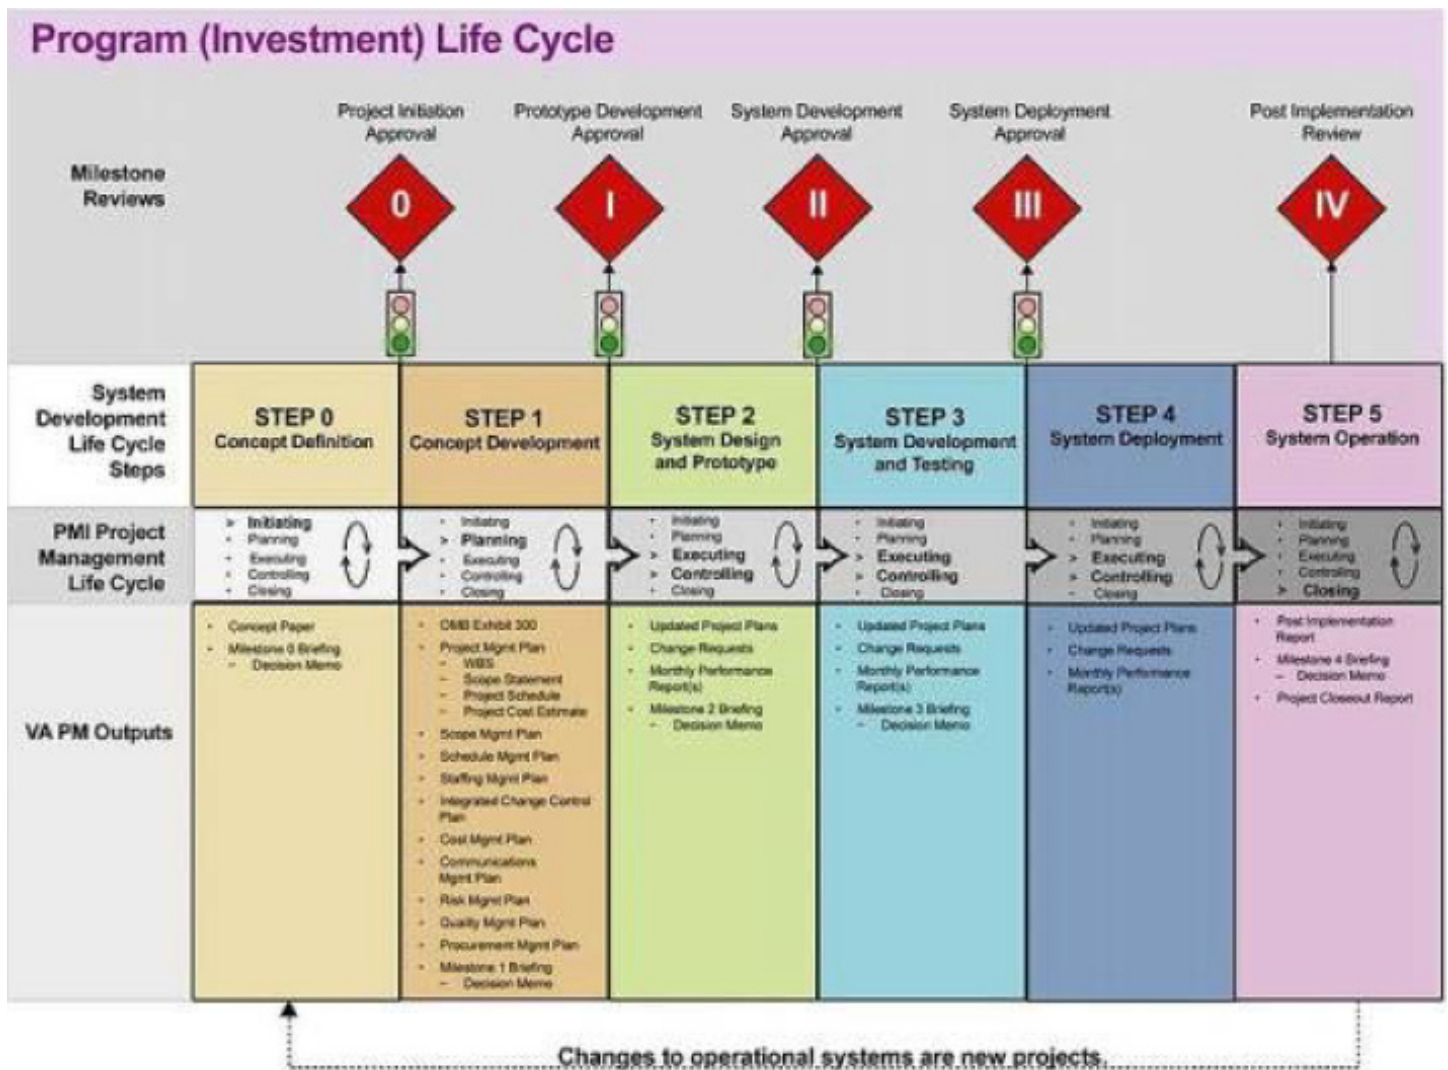 Program (Investment) Life Cycle
Milestone
Reviews
Project Initiation
Approval
0
Prototype Development
Approval
I
System Development
Approval
II
System Deployment
Approval
III
Post Implementation
Review
IV
System
Development
Life Cycle
Steps
STEP 0
Concept Definition
STEP 1
Concept Development
STEP 2
System Design
and Prototype
STEP 3
System Development
and Testing
STEP 4
System Deployment
STEP 5
System Operation
PMI Project
Management
Life Cycle
> Initiating
• Planning
• Executing
• Controlling
• Closing
• Initiating
> Planning
• Executing
• Controlling
• Closing
• Initiating
• Planning
> Executing
> Controlling
• Closing
• Initiating
• Planning
> Executing
> Controlling
• Closing
• Initiating
• Planning
> Executing
> Controlling
• Closing
• Initiating
• Planning
• Executing
• Controlling
> Closing
VA PM Outputs
• Concept Paper
• Milestone 0 Briefing
– Decision Memo
• OMB Exhibit 300
• Project Mgmt Plan
– WBS
– Scope Statement
– Project Schedule
– Project Cost Estimate
• Scope Mgmt Plan
• Schedule Mgmt Plan
• Staffing Mgmt Plan
• Integrated Change Control
Plan
• Cost Mgmt Plan
• Communications
Mgmt Plan
• Risk Mgmt Plan
• Quality Mgmt Plan
• Procurement Mgmt Plan
• Milestone 1 Briefing
– Decision Memo
• Updated Project Plans
• Change Requests
• Monthly Performance
Report(s)
• Milestone 2 Briefing
– Decision Memo
• Updated Project Plans
• Change Requests
• Monthly Performance
Report(s)
• Milestone 3 Briefing
– Decision Memo
• Updated Project Plans
• Change Requests
• Monthly Performance
Report(s)
• Post Implementation
Report
• Milestone 4 Briefing
– Decision Memo
• Project Closeout Report
Changes to operational systems are new projects.